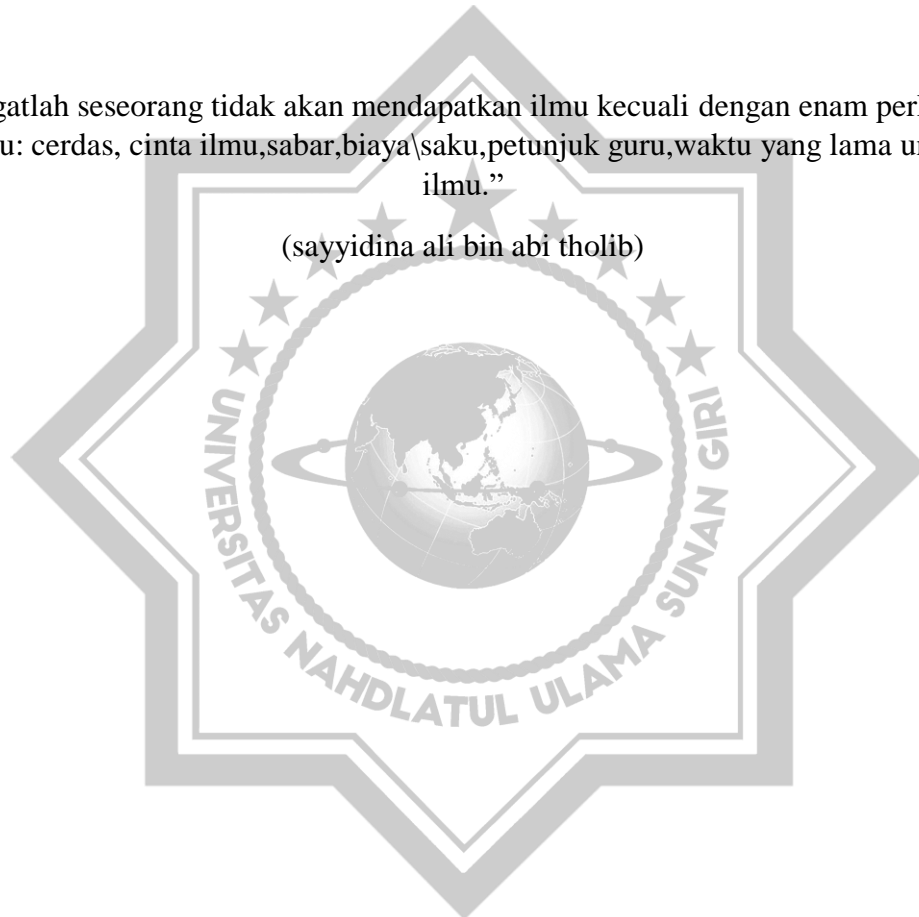 gatlah seseorang tidak akan mendapatkan ilmu kecuali dengan enam
u: cerdas, cinta ilmu,sabar,biaya\saku,petunjuk guru,waktu yang lama
ilmu.”
(sayyidina ali bin abi tholib)
UNIVERSITAS NAHDLATUL ULAMA SUNAN GIRI